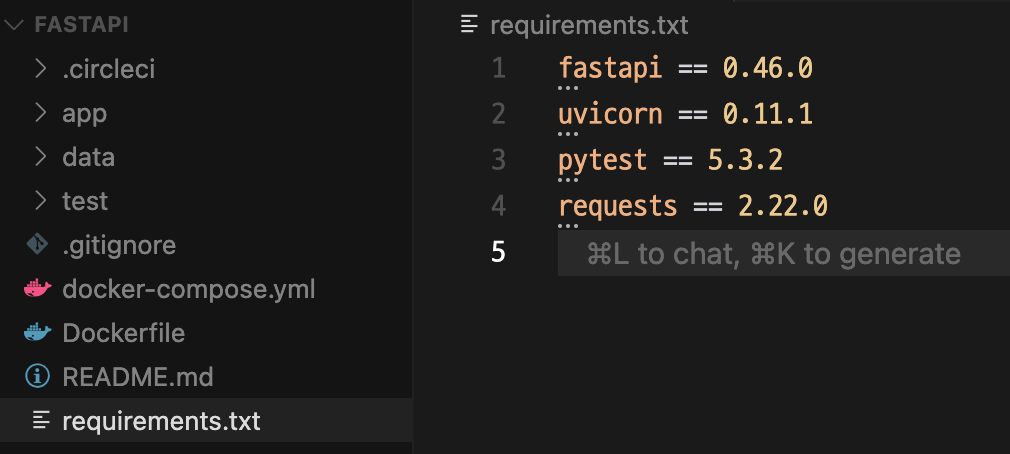 FASTAPI
.circleci
app
data
test
.gitignore
docker-compose.yml
Dockerfile
README.md
requirements.txt
requirements.txt
1 fastapi == 0.46.0
2 uvicorn == 0.11.1
3 pytest == 5.3.2
4 requests == 2.22.0
5 ⌘L to chat, ⌘K to generate